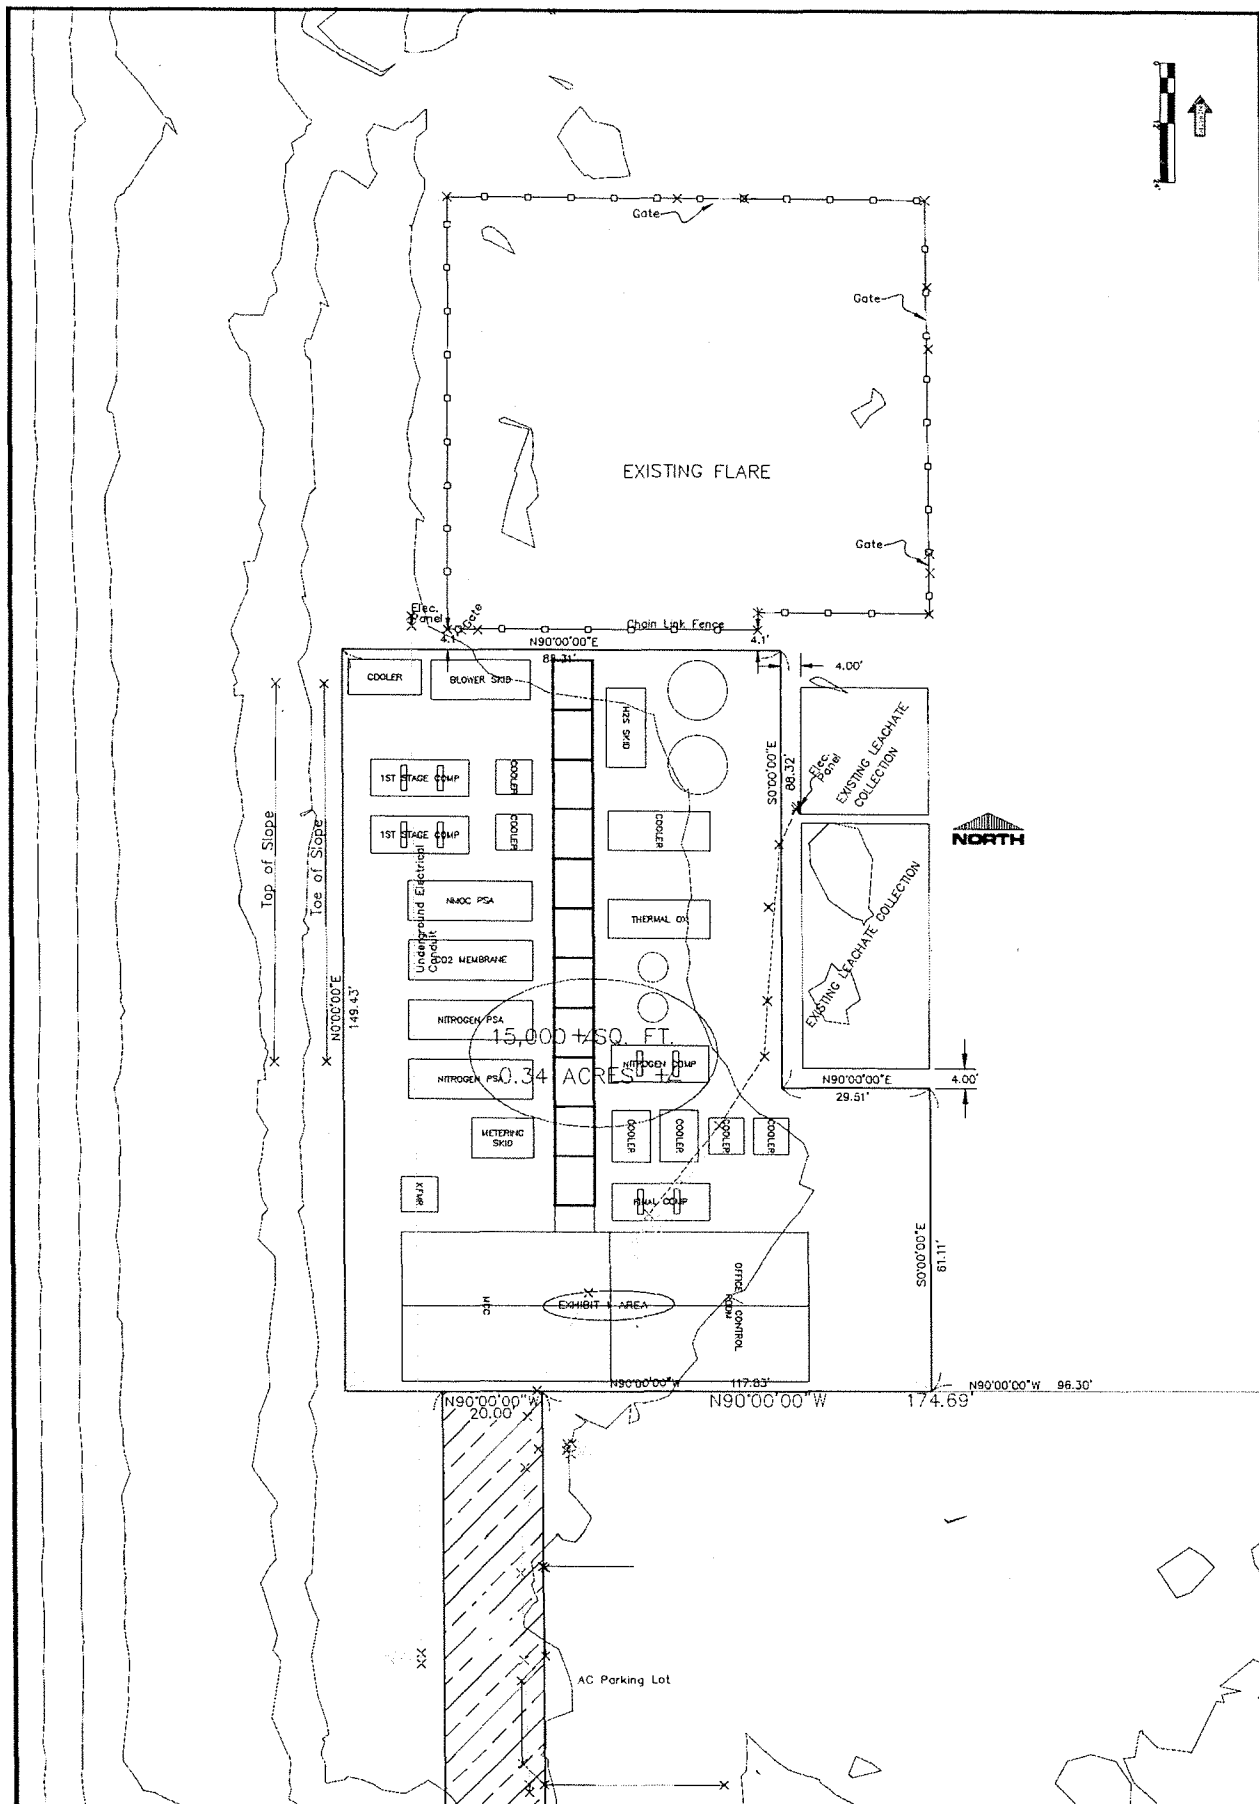 Gate
Gate
EXISTING FLARE
Gate
Elec.
Panel
Gate
Chain Link Fence
4.1'
N90°00'00"E
4.1'
88.31'
4.00'
COOLER
BLOWER SKID
H2S SKID
S0°00'00"E
88.32'
Elec.
Panel
EXISTING LEACHATE
COLLECTION
1ST STAGE COMP
COOLER
1ST STAGE COMP
COOLER
COOLER
NORTH
Top of Slope
Toe of Slope
Underground Electrical
Conduit
NMOC PSA
THERMAL OX
EXISTING LEACHATE COLLECTION
CO2 MEMBRANE
N0°00'00"E
149.43'
NITROGEN PSA
15,000 +/- SQ. FT.
NITROGEN COMP
NITROGEN PSA
0.34 ACRES +/-
N90°00'00"E
29.51'
4.00'
METERING
SKID
COOLER
COOLER
COOLER
COOLER
XFMR
FINAL COMP
S0°00'00"E
61.11'
MCC
EXHIBIT 1 AREA
OFFICE
CONTROL
ROOM
N90°00'00"W
117.83'
N90°00'00"W
20.00'
N90°00'00"W
174.69'
N90°00'00"W 96.30'
AC Parking Lot